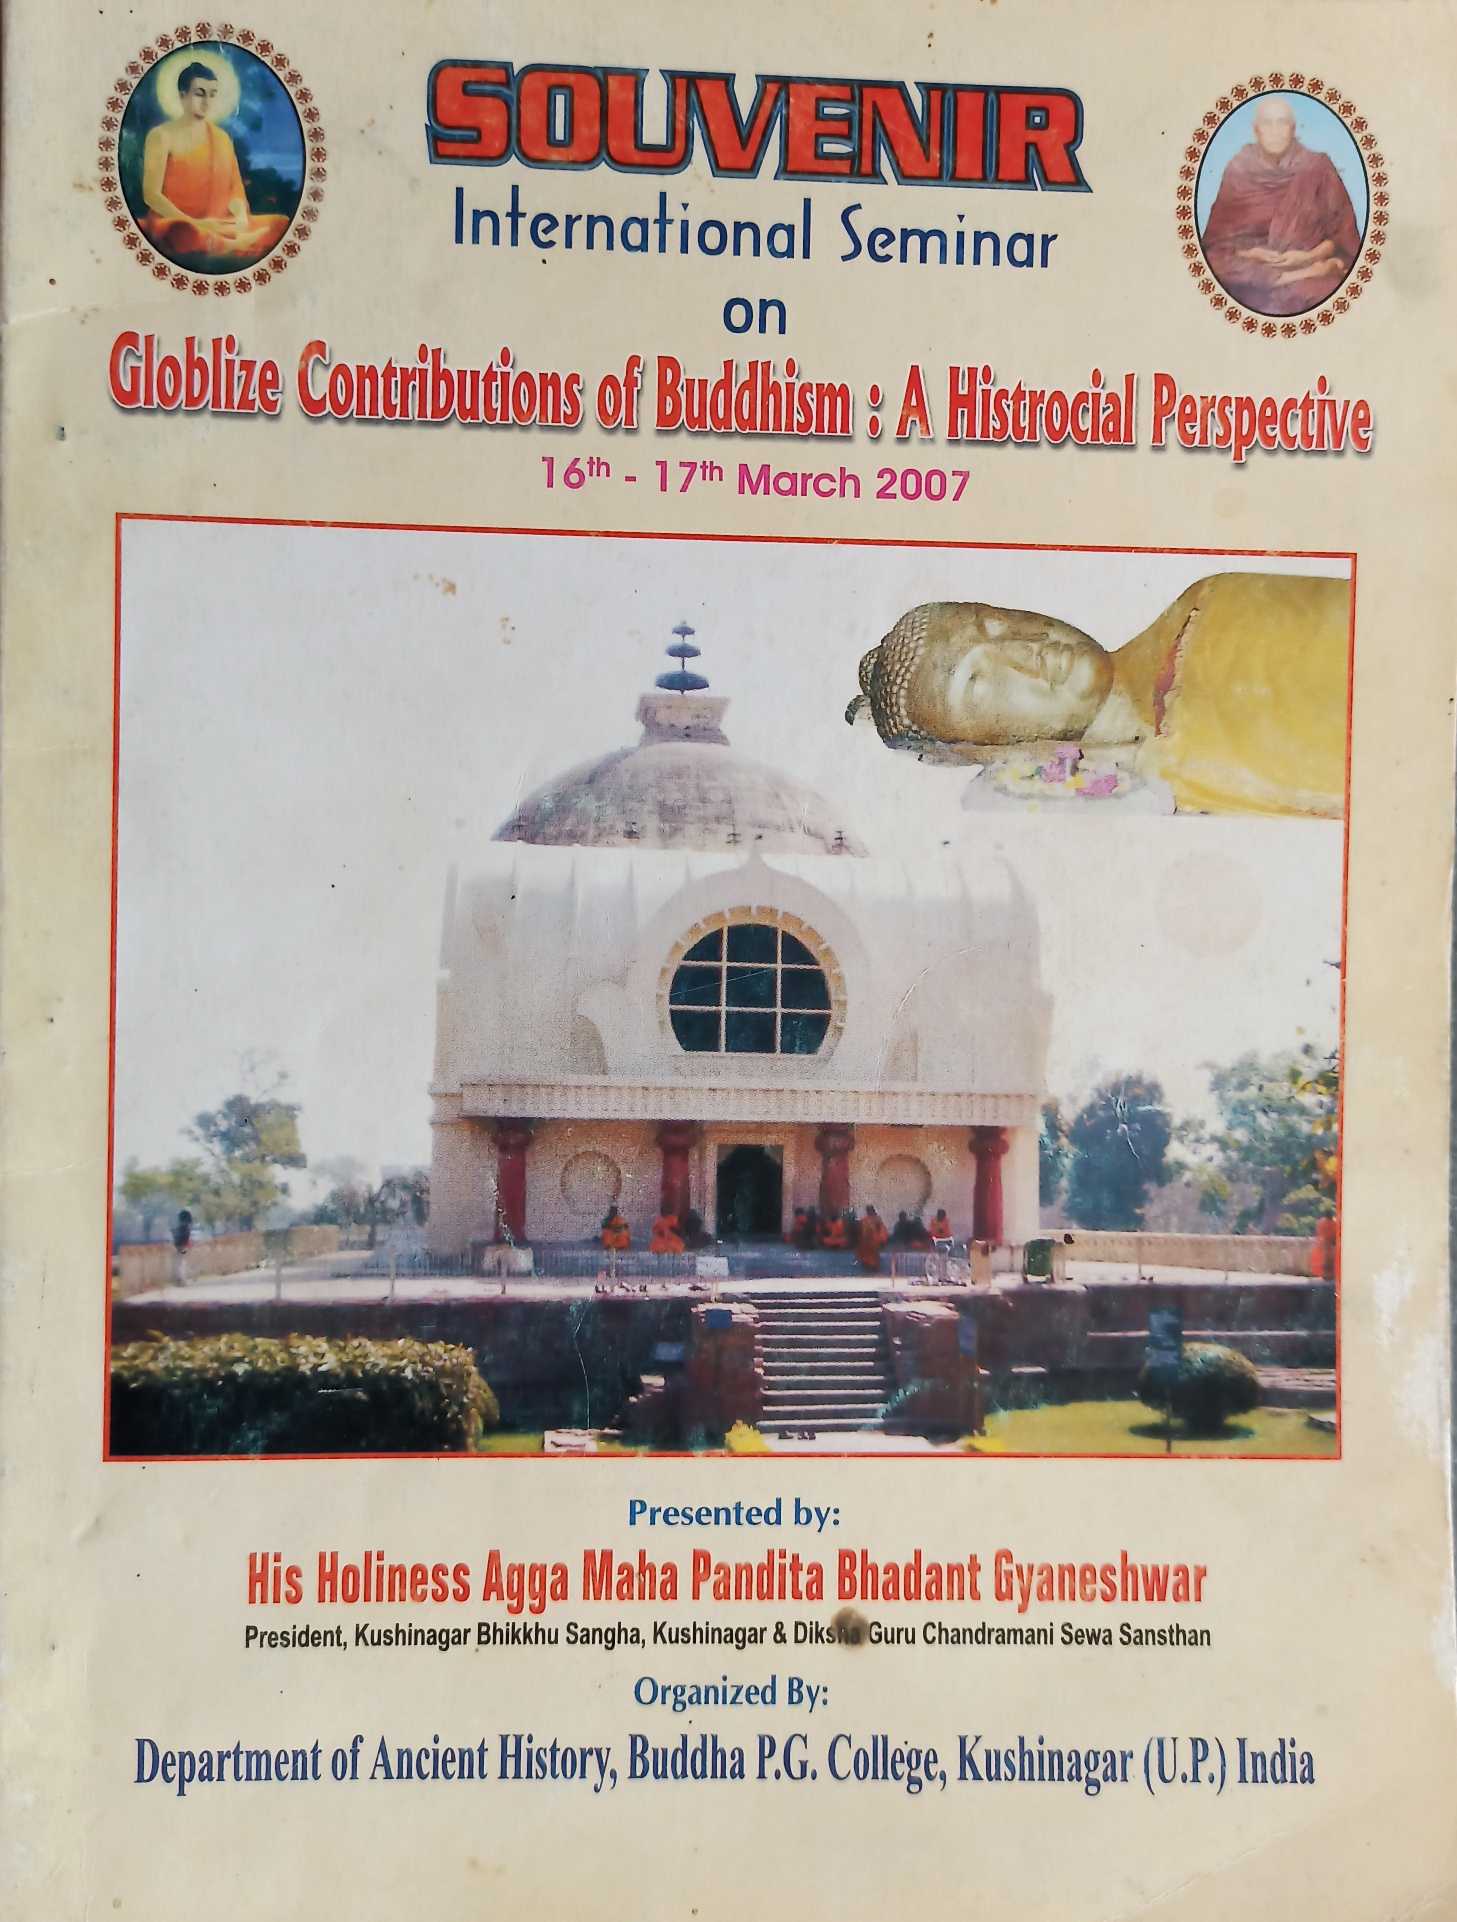 SOUVENIR
International Seminar
on
Globlize Contributions of Buddhism : A Histrocial Perspective
16th - 17th March 2007
Presented by:
His Holiness Agga Maha Pandita Bhadant Gyaneshwar
President, Kushinagar Bhikkhu Sangha, Kushinagar & Diksha Guru Chandramani Sewa Sansthan
Organized By:
Department of Ancient History, Buddha P.G. College, Kushinagar (U.P.) India